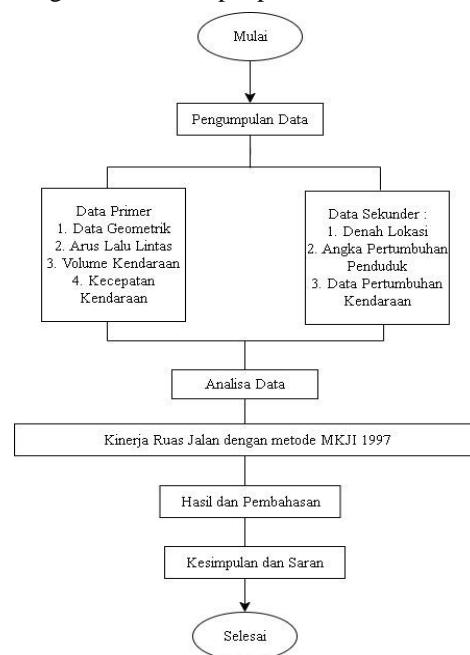 Mulai
Pengumpulan Data
Data Primer
1. Data Geometrik
2. Arus Lalu Lintas
3. Volume Kendaraan
4. Kecepatan
Kendaraan
Data Sekunder :
1. Denah Lokasi
2. Angka Pertumbuhan
Penduduk
3. Data Pertumbuhan
Kendaraan
Analisa Data
Kinerja Ruas Jalan dengan metode MKJI 1997
Hasil dan Pembahasan
Kesimpulan dan Saran
Selesai